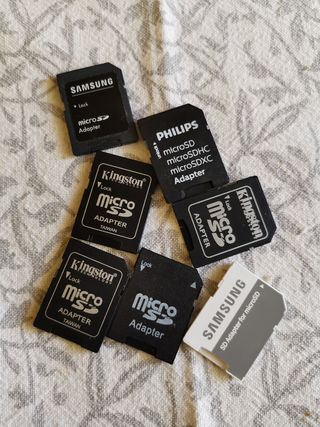 SAMSUNG
Lock
micro SD
Adapter
PHILIPS
Lock
microSD
microSDHC
microSDXC
Adapter
Kingston
Lock
micro
SD
ADAPTER
TAIWAN
Kingston
Lock
micro
SD
ADAPTER
Kingston
Lock
micro
SD
ADAPTER
TAIWAN
Lock
micro
SD
Adapter
SAMSUNG
SD Adapter for microSD